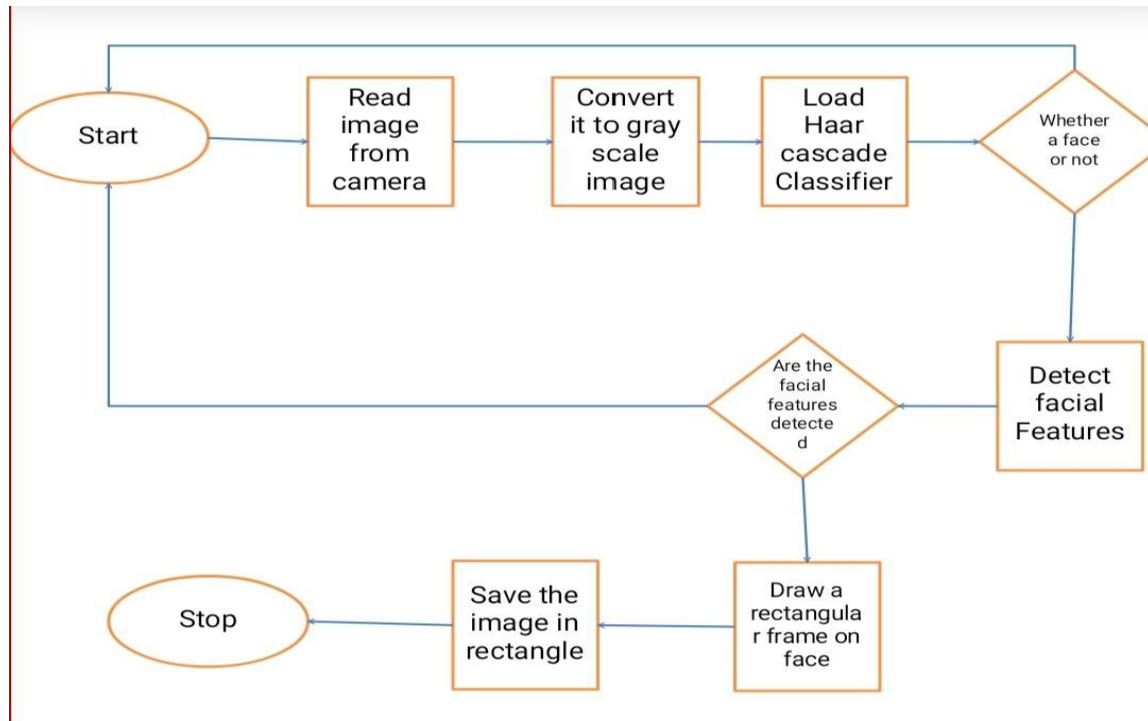 Start
Read
image
from
camera
Convert
it to gray
scale
image
Load
Haar
cascade
Classifier
Whether
a face
or not
Detect
facial
Features
Are the
facial
features
detecte
d
Draw a
rectangula
r frame on
face
Save the
image in
rectangle
Stop